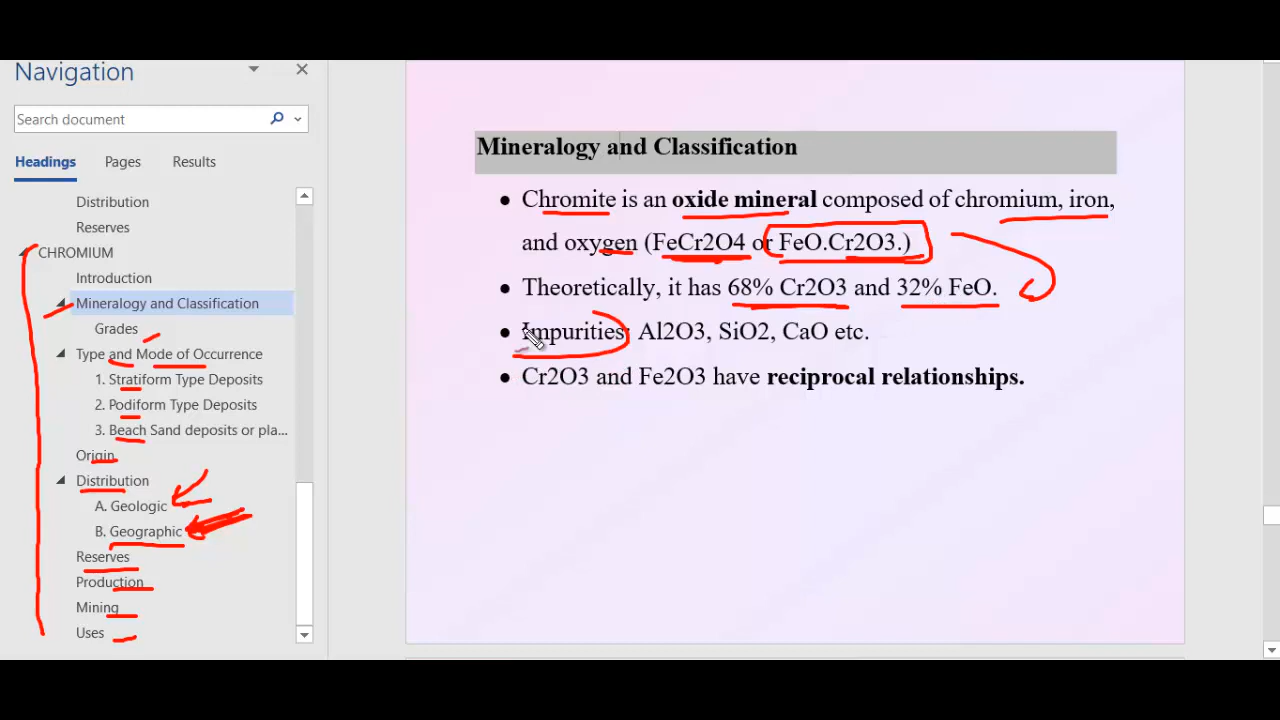 Navigation
Search document
Headings Pages Results
Distribution
Reserves
CHROMIUM
Introduction
Mineralogy and Classification
Grades
Type and Mode of Occurrence
1. Stratiform Type Deposits
2. Podiform Type Deposits
3. Beach Sand deposits or pla...
Origin
Distribution
A. Geologic
B. Geographic
Reserves
Production
Mining
Uses
Mineralogy and Classification
• Chromite is an oxide mineral composed of chromium, iron,
and oxygen (FeCr2O4 or FeO.Cr2O3.)
• Theoretically, it has 68% Cr2O3 and 32% FeO.
• Impurities: Al2O3, SiO2, CaO etc.
• Cr2O3 and Fe2O3 have reciprocal relationships.